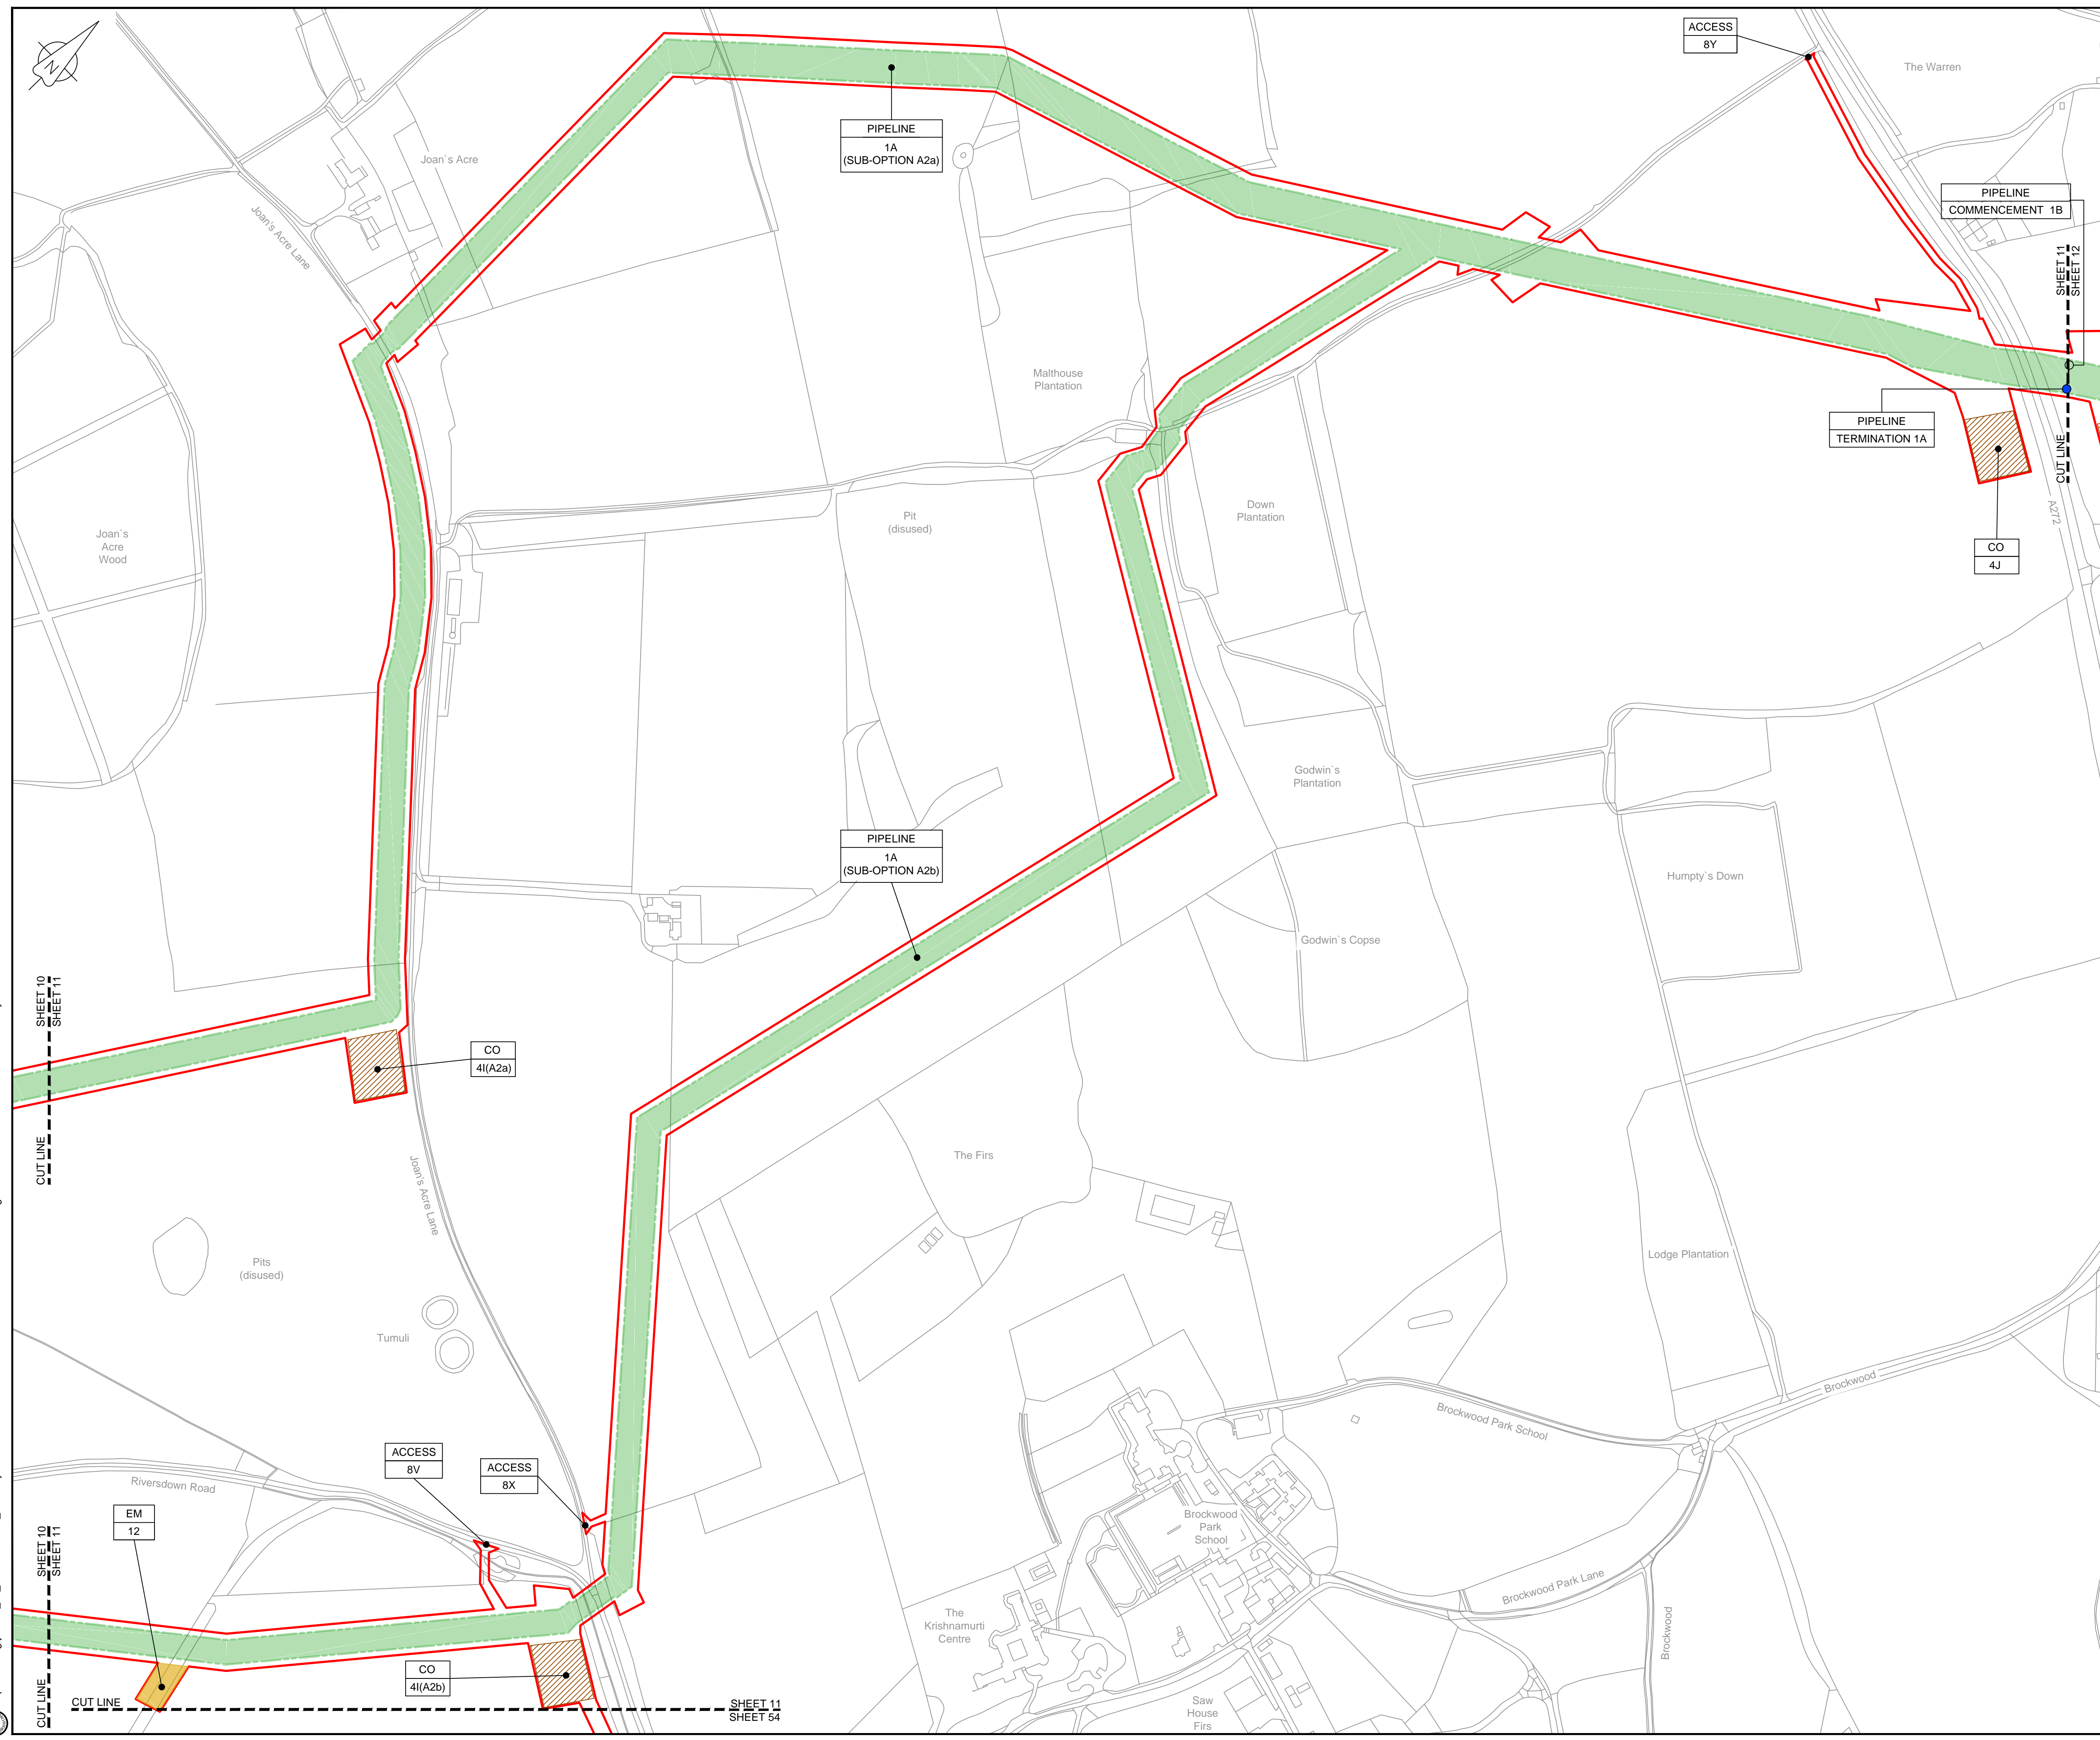 N
ACCESS
8Y
The Warren
PIPELINE
1A
(SUB-OPTION A2a)
Joan's Acre
Joan's Acre Lane
PIPELINE
COMMENCEMENT 1B
SHEET 11
SHEET 12
CUT LINE
Malthouse
Plantation
PIPELINE
TERMINATION 1A
A272
CO
4J
Joan`s
Acre
Wood
Pit
(disused)
Down
Plantation
Godwin`s
Plantation
PIPELINE
1A
(SUB-OPTION A2b)
Humpty`s Down
Godwin`s Copse
SHEET 10
SHEET 11
CUT LINE
CO
4I(A2a)
Joan's Acre Lane
The Firs
Pits
(disused)
Tumuli
Lodge Plantation
Brockwood
Brockwood Park School
ACCESS
8V
ACCESS
8X
Riversdown Road
EM
12
SHEET 10
SHEET 11
CUT LINE
Brockwood
Park
School
Brockwood Park Lane
Brockwood
The
Krishnamurti
Centre
CO
4I(A2b)
CUT LINE
SHEET 11
SHEET 54
Saw
House
Firs